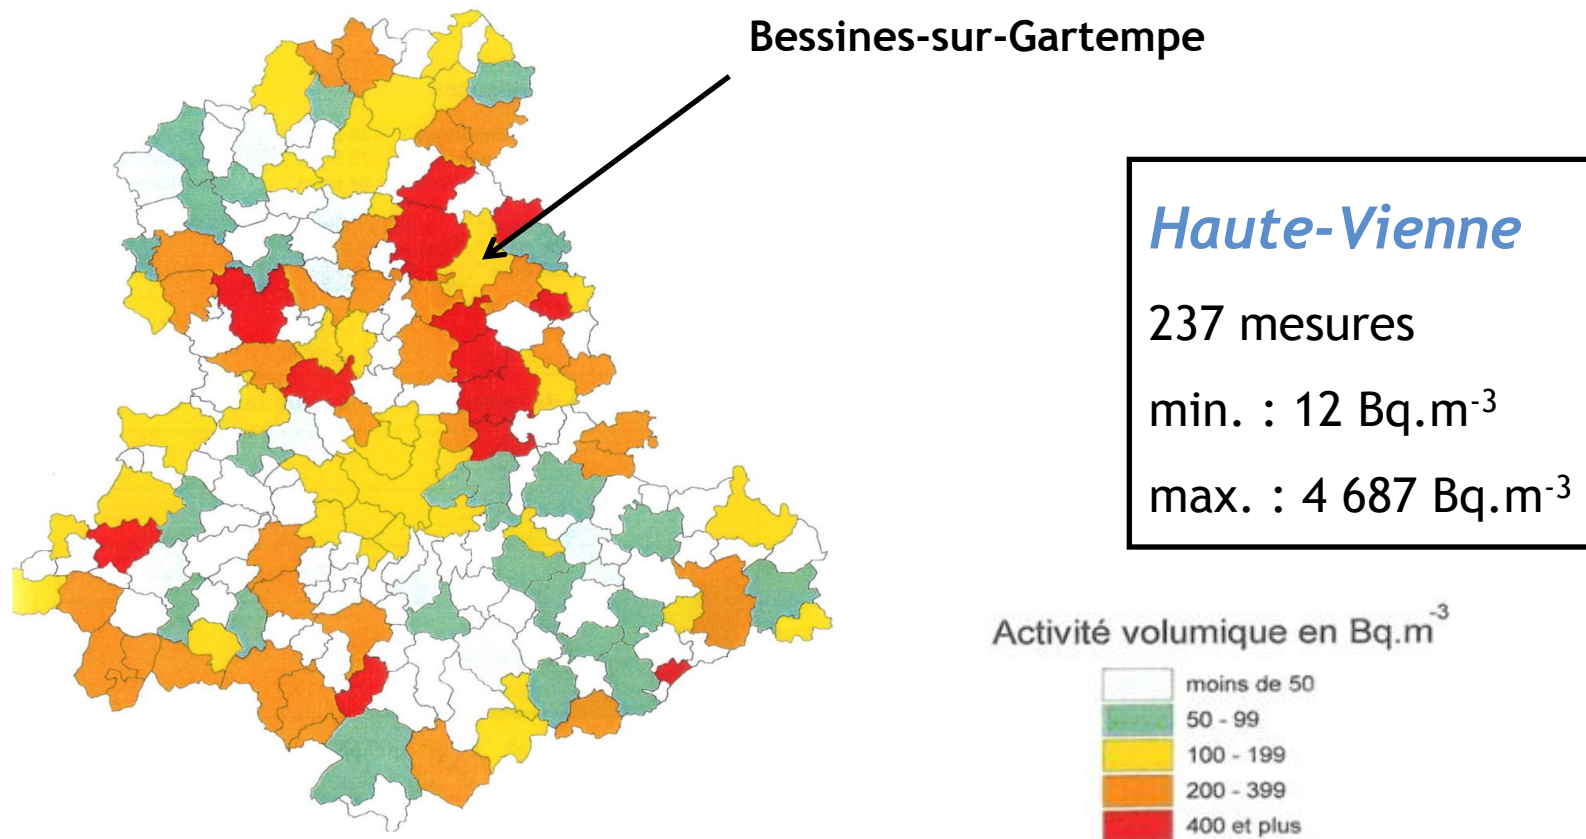 Bessines-sur-Gartempe
Haute-Vienne
237 mesures
min. : 12 Bq.m⁻³
max. : 4 687 Bq.m⁻³
Activité volumique en Bq.m⁻³
moins de 50
50 - 99
100 - 199
200 - 399
400 et plus